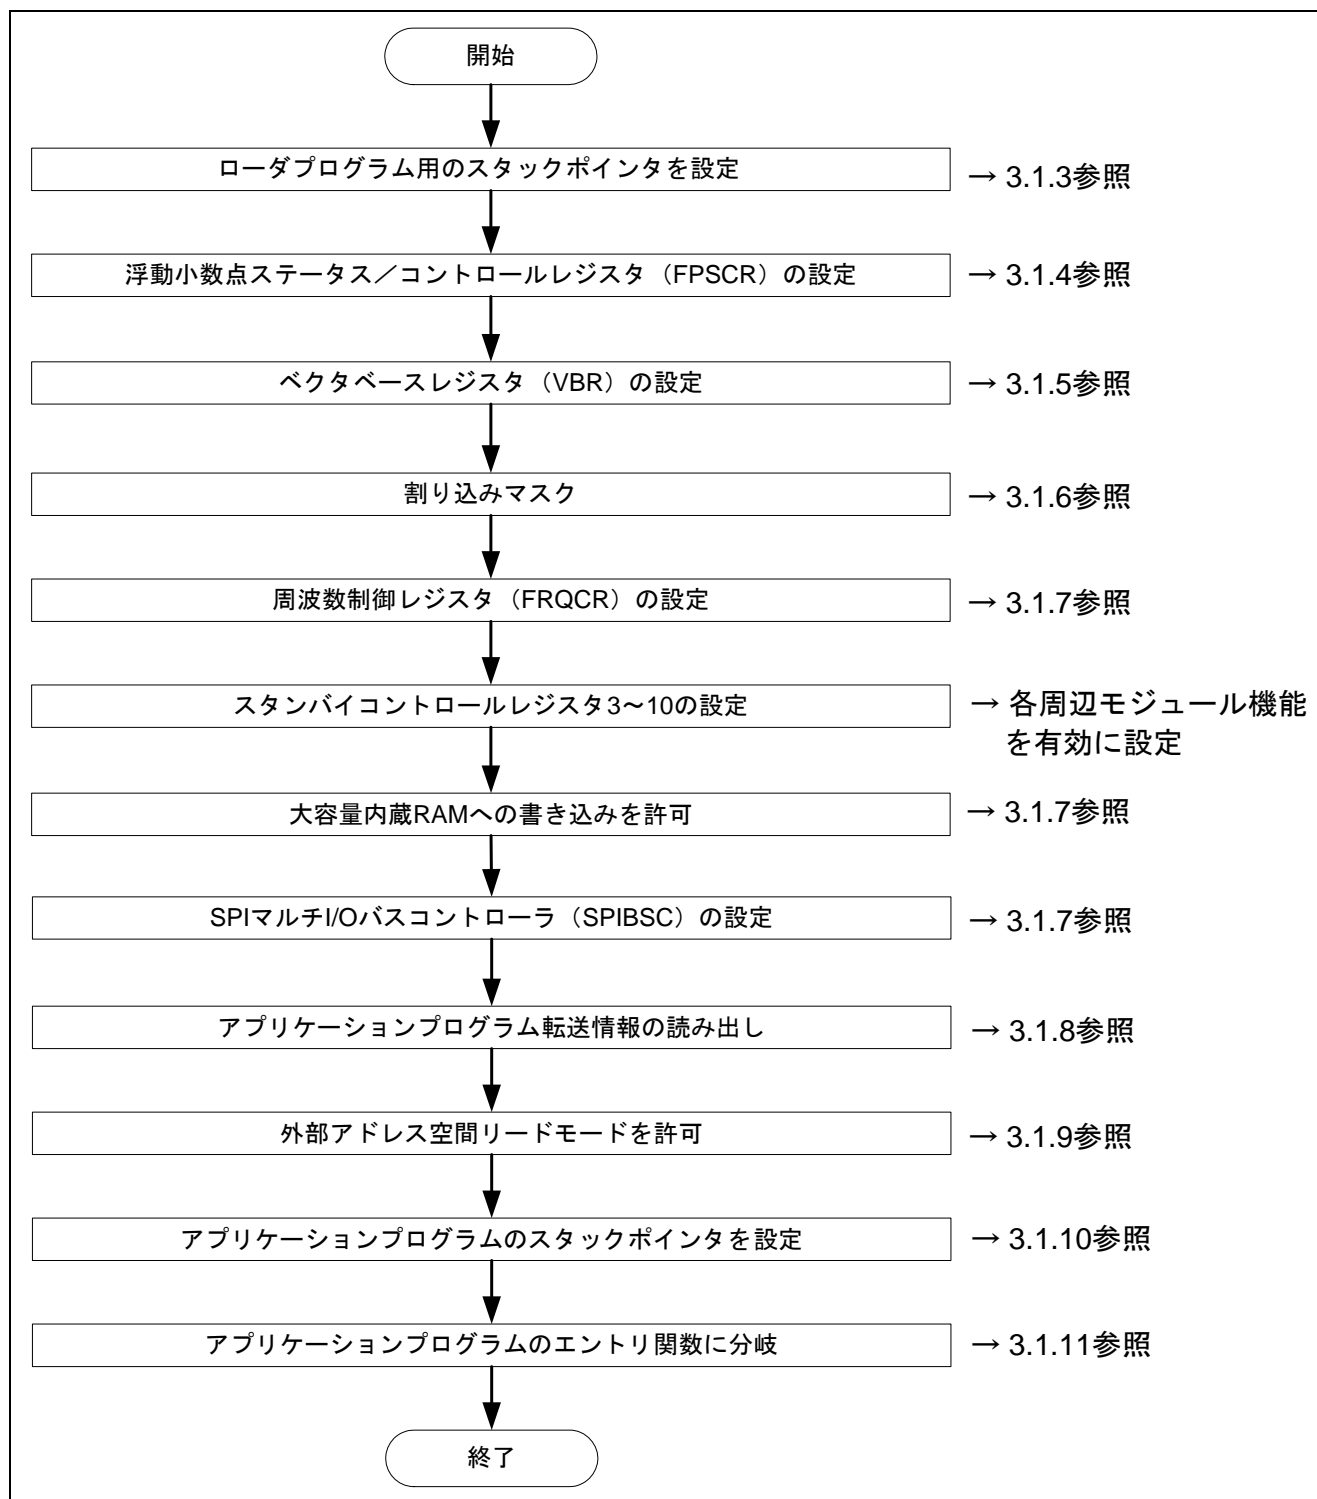 開始
ローダプログラム用のスタックポインタを設定
→ 3.1.3参照
浮動小数点ステータス／コントロールレジスタ（FPSCR）の設定
→ 3.1.4参照
ベクタベースレジスタ（VBR）の設定
→ 3.1.5参照
割り込みマスク
→ 3.1.6参照
周波数制御レジスタ（FRQCR）の設定
→ 3.1.7参照
スタンバイコントロールレジスタ3～10の設定
→ 各周辺モジュール機能
を有効に設定
大容量内蔵RAMへの書き込みを許可
→ 3.1.7参照
SPIマルチI/Oバスコントローラ（SPIBSC）の設定
→ 3.1.7参照
アプリケーションプログラム転送情報の読み出し
→ 3.1.8参照
外部アドレス空間リードモードを許可
→ 3.1.9参照
アプリケーションプログラムのスタックポインタを設定
→ 3.1.10参照
アプリケーションプログラムのエントリ関数に分岐
→ 3.1.11参照
終了